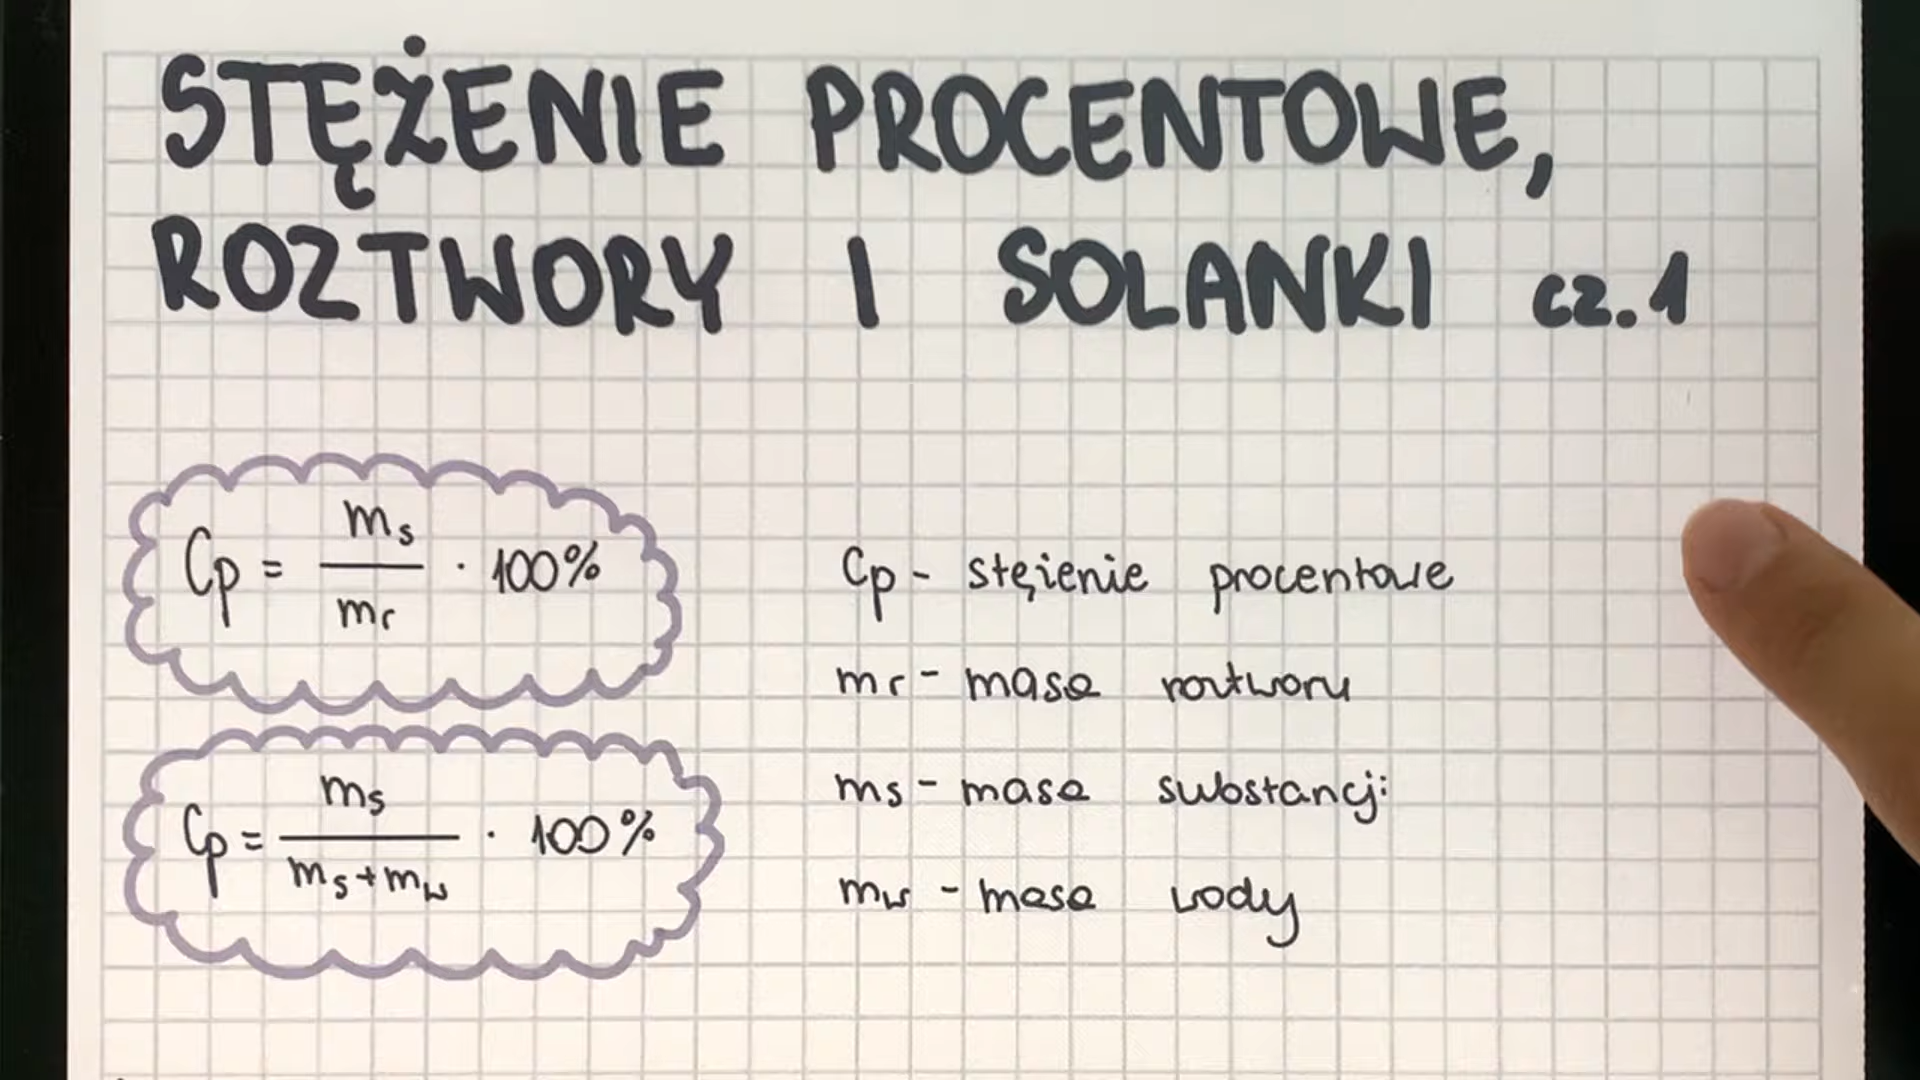 STĘŻENIE PROCENTOWE,
ROZTWORY I SOLANKI cz.1
Cp = ms / mr · 100%
Cp = ms / ms + mw · 100%
Cp - stężenie procentowe
mr - masa roztworu
ms - masa substancji
mw - masa wody